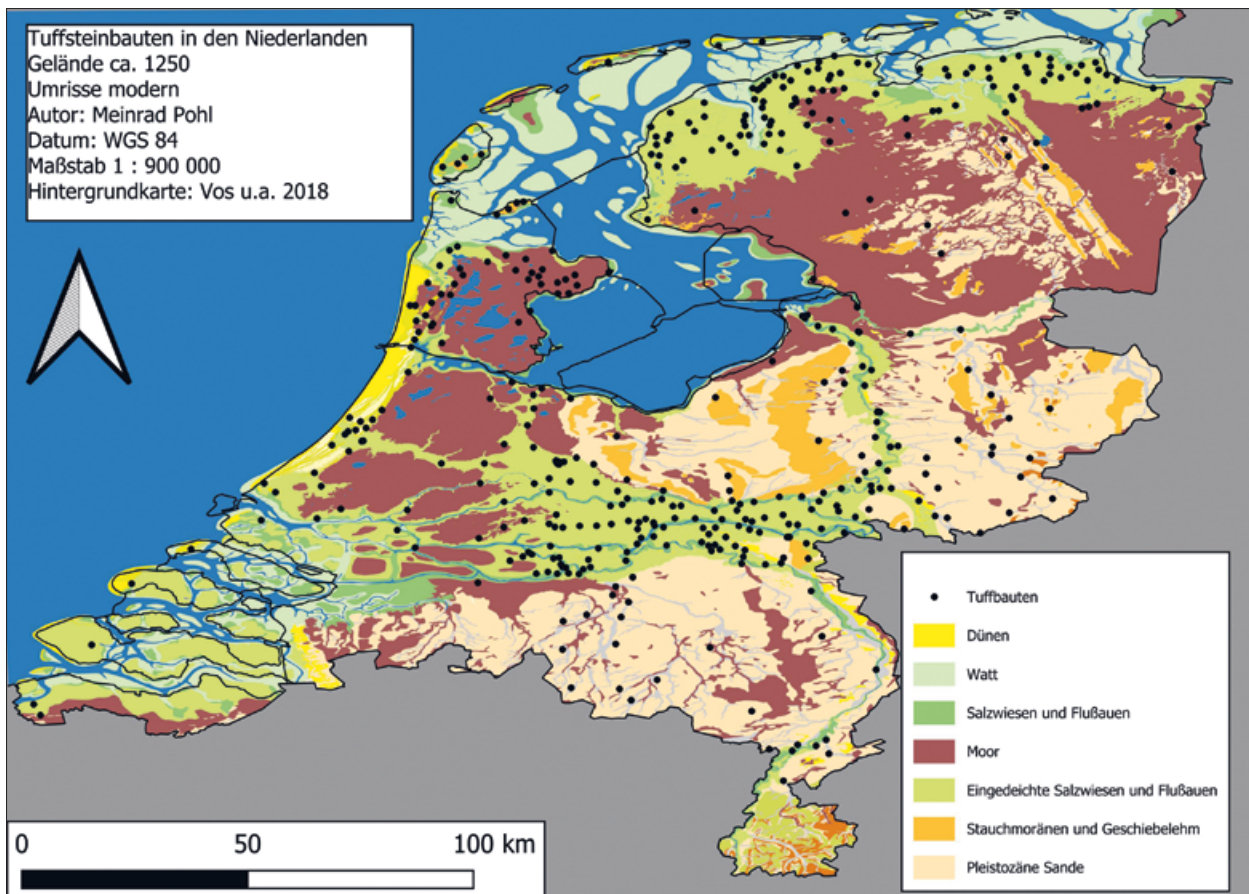 Tuffsteinbauten in den Niederlanden
Gelände ca. 1250
Umrisse modern
Autor: Meinrad Pohl
Datum: WGS 84
Maßstab 1 : 900 000
Hintergrundkarte: Vos u.a. 2018
Tuffbauten
Dünen
Watt
Salzwiesen und Flußauen
Moor
Eingedeichte Salzwiesen und Flußauen
Stauchmoränen und Geschiebelehm
Pleistozäne Sande
0 50 100 km